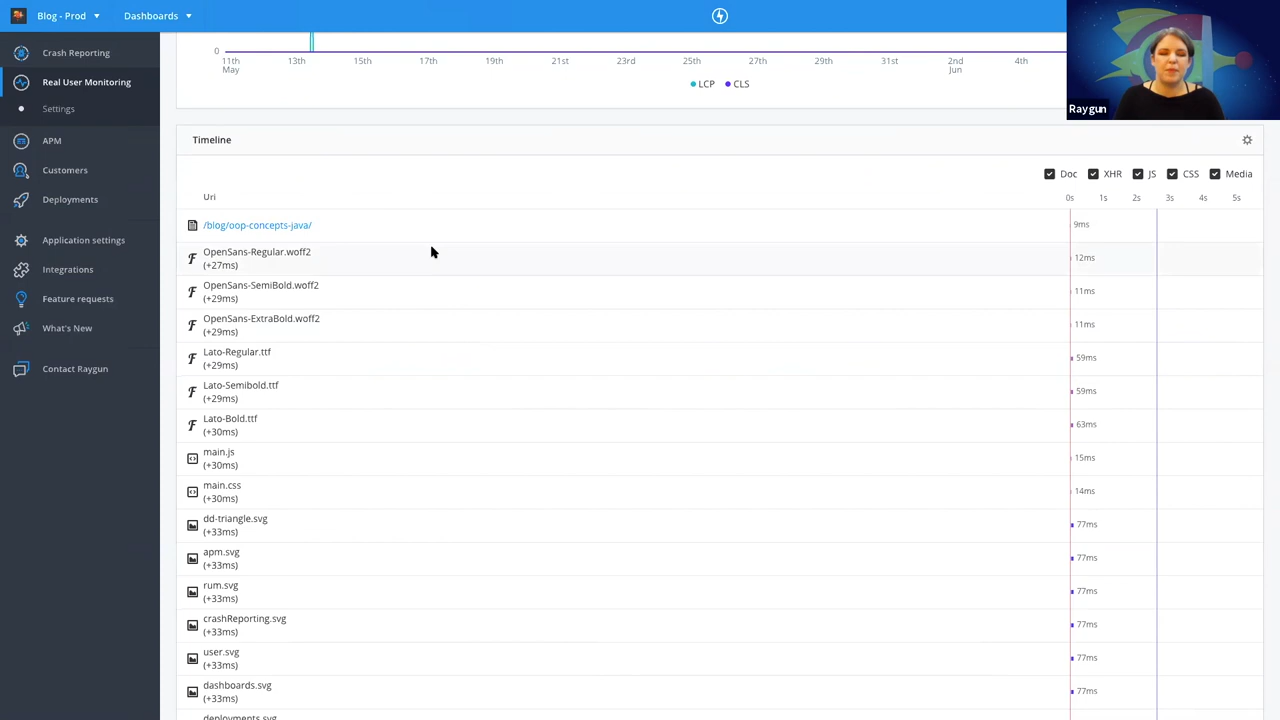 Blog - Prod
Dashboards
Raygun
Crash Reporting
Real User Monitoring
Settings
APM
Customers
Deployments
Application settings
Integrations
Feature requests
What's New
Contact Raygun
0
11th May
13th
15th
17th
19th
21st
23rd
25th
27th
29th
31st
2nd Jun
4th
LCP
CLS
Timeline
Doc
XHR
JS
CSS
Media
Uri
0s
1s
2s
3s
4s
5s
/blog/oop-concepts-java/
9ms
OpenSans-Regular.woff2
(+27ms)
12ms
OpenSans-SemiBold.woff2
(+29ms)
11ms
OpenSans-ExtraBold.woff2
(+29ms)
11ms
Lato-Regular.ttf
(+29ms)
59ms
Lato-Semibold.ttf
(+29ms)
59ms
Lato-Bold.ttf
(+30ms)
63ms
main.js
(+30ms)
15ms
main.css
(+30ms)
14ms
dd-triangle.svg
(+33ms)
77ms
apm.svg
(+33ms)
77ms
rum.svg
(+33ms)
77ms
crashReporting.svg
(+33ms)
77ms
user.svg
(+33ms)
77ms
dashboards.svg
(+33ms)
77ms
deployments.svg